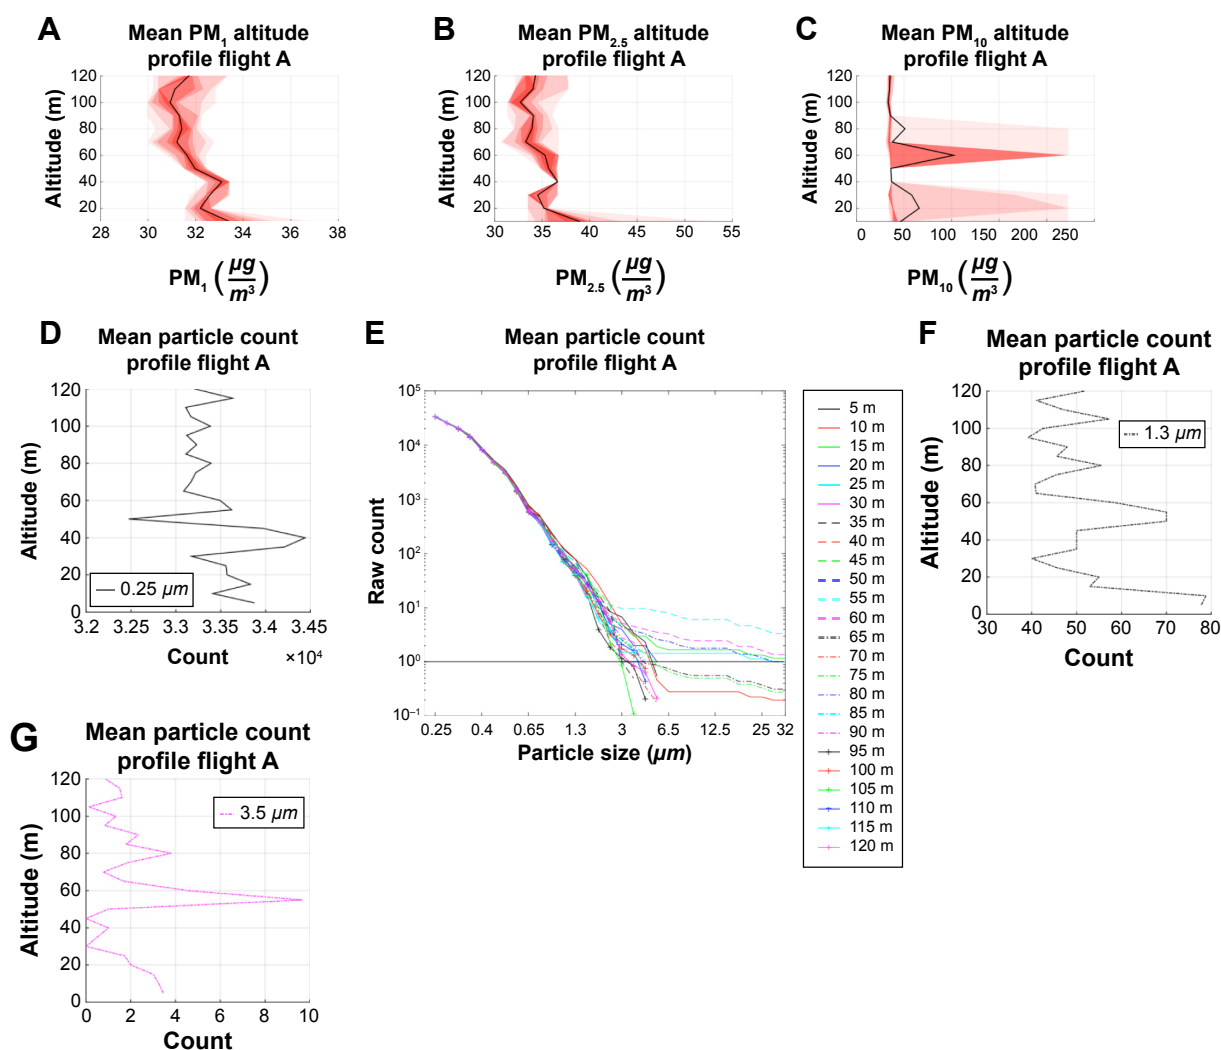 A
Mean PM1 altitude
profile flight A
Altitude (m)
120
100
80
60
40
20
28
30
32
34
36
38
PM1 (µg/m3)
B
Mean PM2.5 altitude
profile flight A
Altitude (m)
120
100
80
60
40
20
30
35
40
45
50
55
PM2.5 (µg/m3)
C
Mean PM10 altitude
profile flight A
Altitude (m)
120
100
80
60
40
20
0
50
100
150
200
250
PM10 (µg/m3)
D
Mean particle count
profile flight A
Altitude (m)
120
100
80
60
40
20
0
0.25 µm
3.2
3.25
3.3
3.35
3.4
3.45
Count
×10^4
E
Mean particle count
profile flight A
Raw count
10^5
10^4
10^3
10^2
10^1
10^0
10^−1
0.25
0.4
0.65
1.3
3
6.5
12.5
25
32
Particle size (µm)
5 m
10 m
15 m
20 m
25 m
30 m
35 m
40 m
45 m
50 m
55 m
60 m
65 m
70 m
75 m
80 m
85 m
90 m
95 m
100 m
105 m
110 m
115 m
120 m
F
Mean particle count
profile flight A
Altitude (m)
120
100
80
60
40
20
0
1.3 µm
30
40
50
60
70
80
Count
G
Mean particle count
profile flight A
Altitude (m)
120
100
80
60
40
20
0
3.5 µm
0
2
4
6
8
10
Count